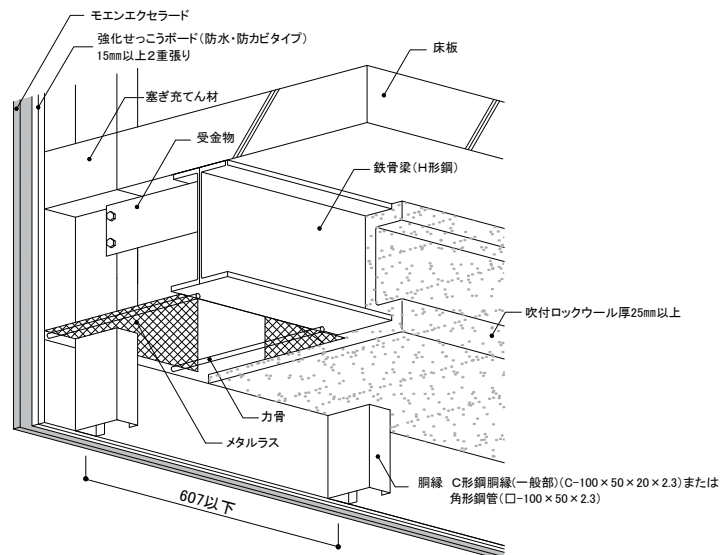 モエンエクセラード
強化せっこうボード(防水・防カビタイプ)
15mm以上2重張り
塞ぎ充てん材
受金物
床板
鉄骨梁(H形鋼)
吹付ロックウール厚25mm以上
力骨
メタルラス
胴縁 C形鋼胴縁(一般部)(C-100×50×20×2.3)または
角形鋼管(□-100×50×2.3)
607以下